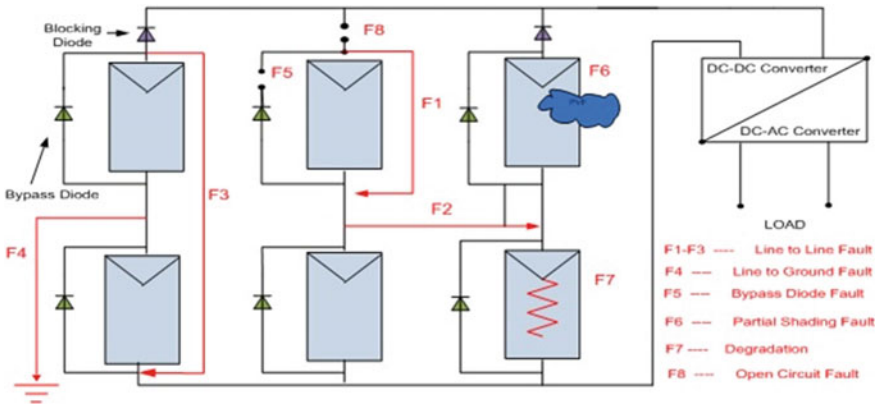 Blocking
Diode
F8
F5
F6
F1
DC-DC Converter
DC-AC Converter
Bypass Diode
F3
F2
F4
LOAD
F7
F1-F3 ---- Line to Line Fault
F4 ---- Line to Ground Fault
F5 ---- Bypass Diode Fault
F6 ---- Partial Shading Fault
F7 ---- Degradation
F8 ---- Open Circuit Fault